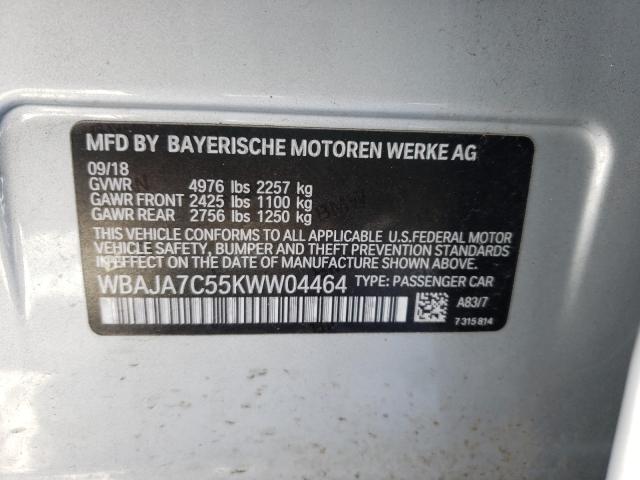 MFD BY BAYERISCHE MOTOREN WERKE AG
09/18
GVWR 4976 lbs 2257 kg
GAWR FRONT 2425 lbs 1100 kg
GAWR REAR 2756 lbs 1250 kg
THIS VEHICLE CONFORMS TO ALL APPLICABLE U.S.FEDERAL MOTOR
VEHICLE SAFETY, BUMPER AND THEFT PREVENTION STANDARDS
IN EFFECT ON THE DATE OF MANUFACTURE SHOWN ABOVE.
WBAJA7C55KWW04464 TYPE: PASSENGER CAR
A83/7
7 315 814